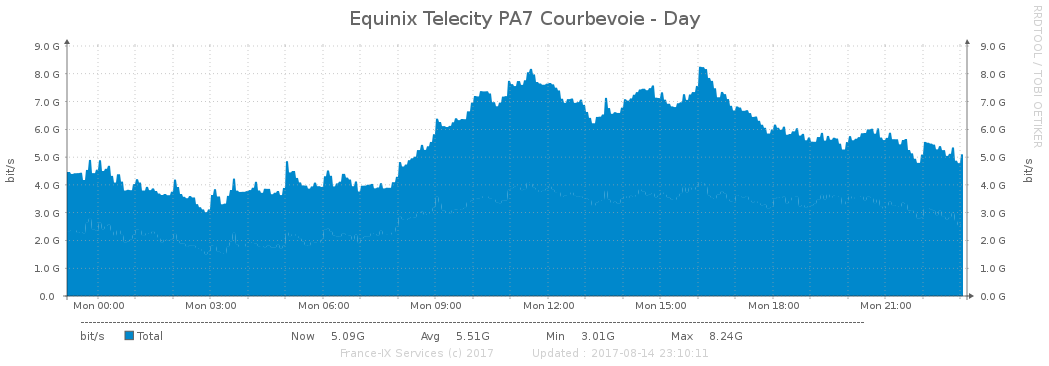 Equinix Telecity PA7 Courbevoie - Day
RRDTOOL / TOBI OETIKER
bit/s
bit/s
9.0 G 9.0 G
8.0 G 8.0 G
7.0 G 7.0 G
6.0 G 6.0 G
5.0 G 5.0 G
4.0 G 4.0 G
3.0 G 3.0 G
2.0 G 2.0 G
1.0 G 1.0 G
0.0 0.0 G
Mon 00:00 Mon 03:00 Mon 06:00 Mon 09:00 Mon 12:00 Mon 15:00 Mon 18:00 Mon 21:00
bit/s Total Now 5.09G Avg 5.51G Min 3.01G Max 8.24G
France-IX Services (c) 2017 Updated : 2017-08-14 23:10:11